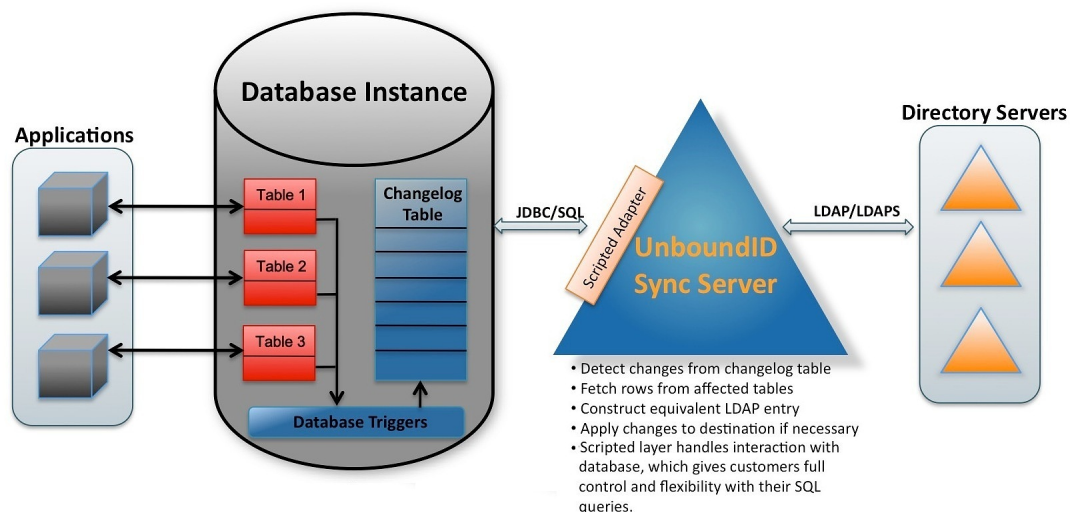 Applications
Database Instance
Table 1
Table 2
Table 3
Changelog
Table
Database Triggers
JDBC/SQL
Scripted Adapter
UnboundID
Sync Server
LDAP/LDAPS
Directory Servers
• Detect changes from changelog table
• Fetch rows from affected tables
• Construct equivalent LDAP entry
• Apply changes to destination if necessary
• Scripted layer handles interaction with
database, which gives customers full
control and flexibility with their SQL
queries.